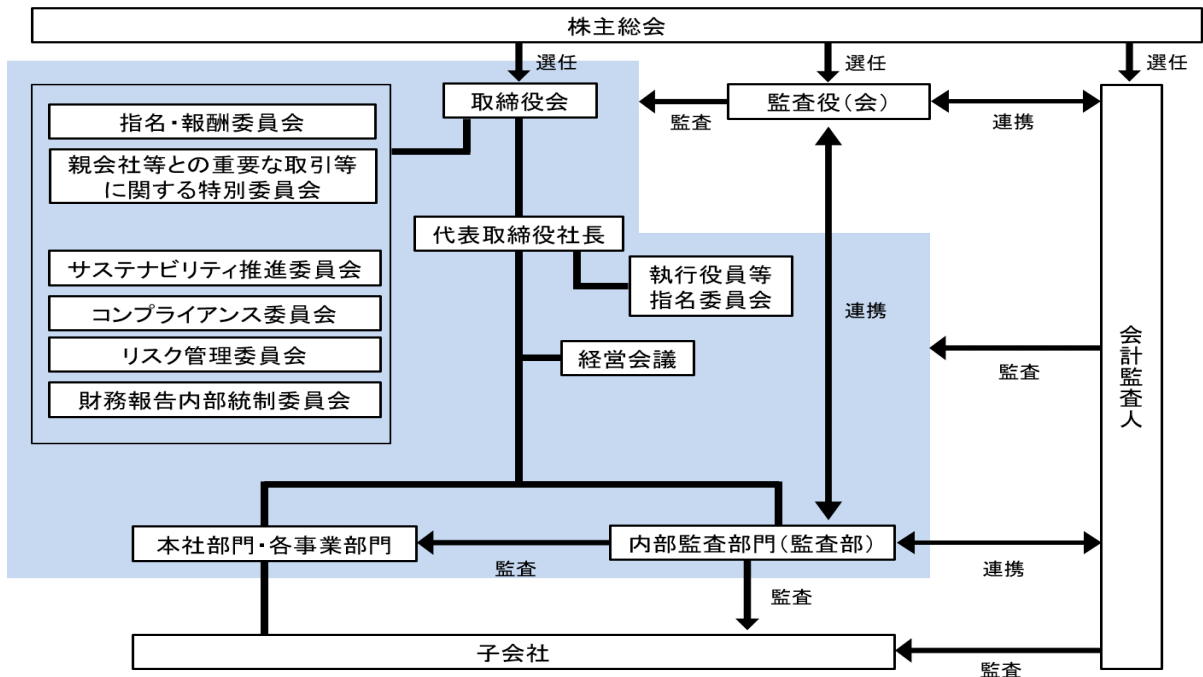 株主総会
選任
選任
選任
取締役会
監査役(会)
監査
連携
指名・報酬委員会
親会社等との重要な取引等
に関する特別委員会
代表取締役社長
サステナビリティ推進委員会
執行役員等
指名委員会
コンプライアンス委員会
連携
リスク管理委員会
経営会議
監査
会計監査人
財務報告内部統制委員会
本社部門・各事業部門
内部監査部門(監査部)
監査
連携
監査
子会社
監査